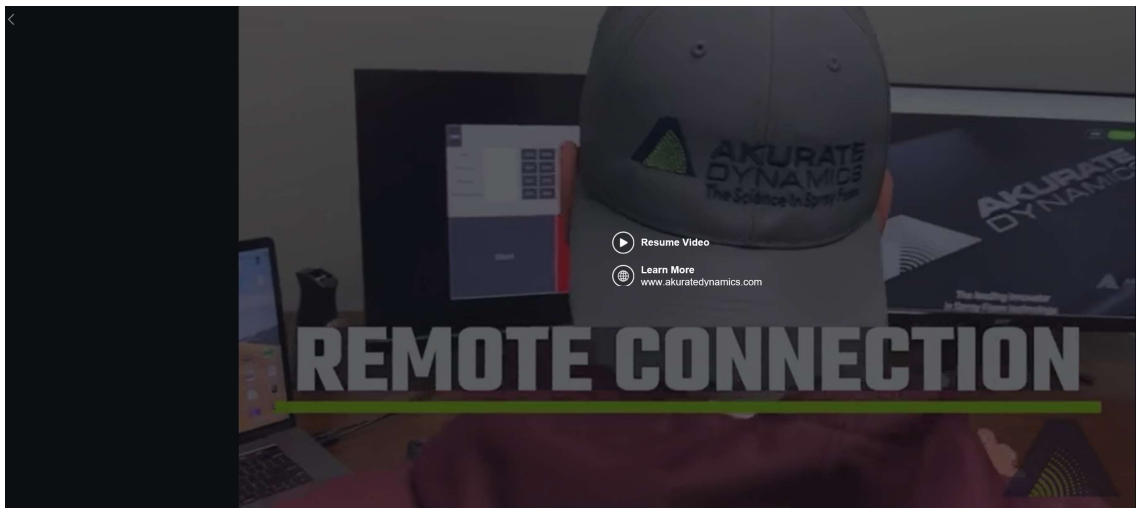 AKURATE
DYNAMICS
The Science In Spray Foam
AKURATE
DYNAMICS
Start
The leading innovator
in Spray Foam technology
Resume Video
Learn More
www.akuratedynamics.com
REMOTE CONNECTION